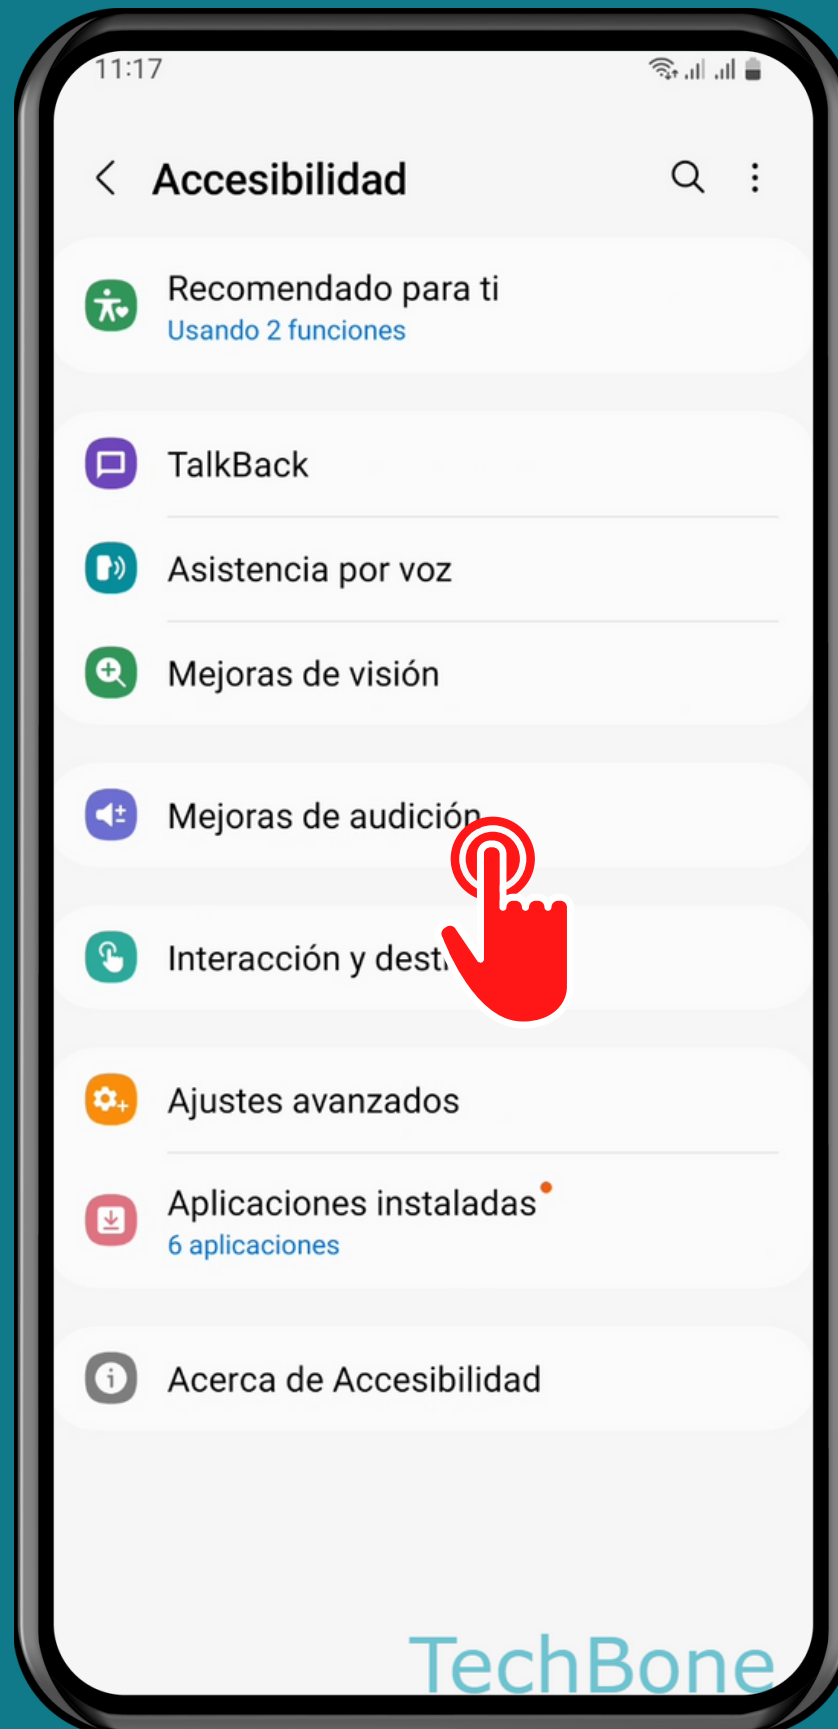 11:17
Accesibilidad
Recomendado para ti
Usando 2 funciones
TalkBack
Asistencia por voz
Mejoras de visión
Mejoras de audición
Interacción y
Ajustes avanzados
Aplicaciones instaladas
6 aplicaciones
Acerca de Accesibilidad
TechBone